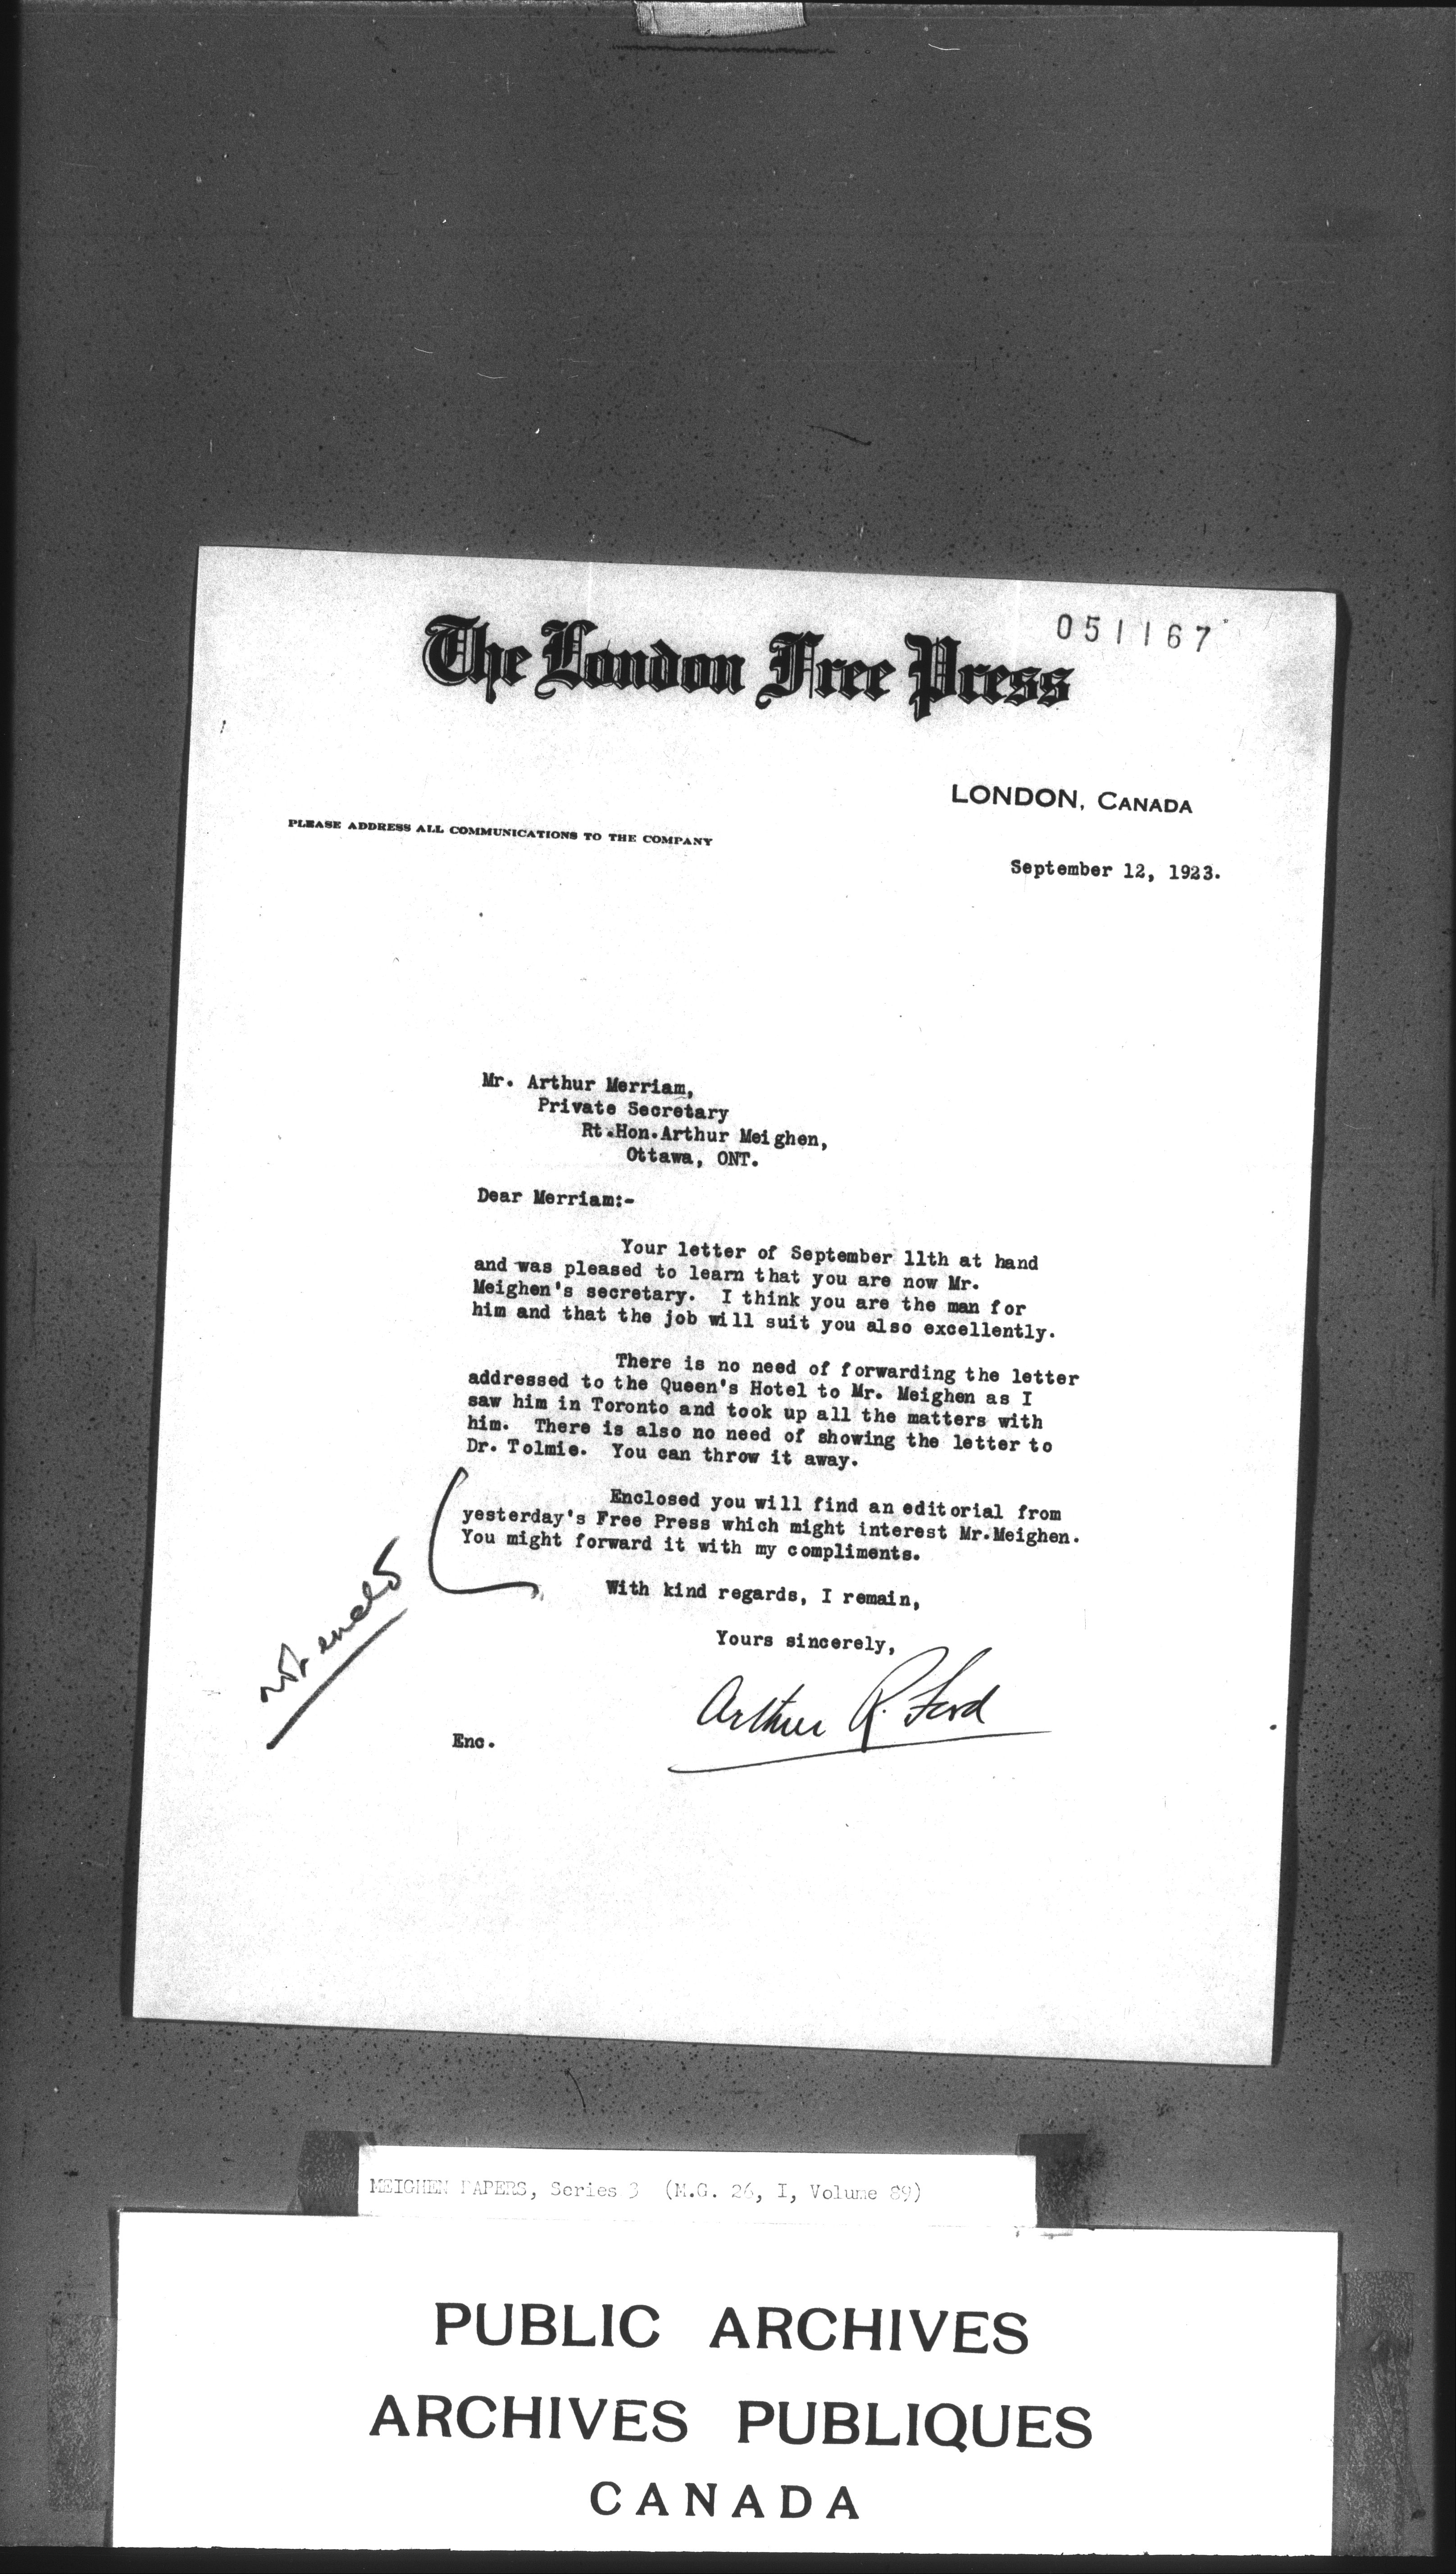 051167
The London Free Press
LONDON, CANADA
PLEASE ADDRESS ALL COMMUNICATIONS TO THE COMPANY
September 12, 1923.
Mr. Arthur Merriam,
Private Secretary
Rt.Hon.Arthur Meighen,
Ottawa, ONT.
Dear Merriam:-
Your letter of September 11th at hand
and was pleased to learn that you are now Mr.
Meighen's secretary. I think you are the man for
him and that the job will suit you also excellently.
There is no need of forwarding the letter
addressed to the Queen's Hotel to Mr. Meighen as I
saw him in Toronto and took up all the matters with
him. There is also no need of showing the letter to
Dr. Tolmie. You can throw it away.
Enclosed you will find an editorial from
yesterday's Free Press which might interest Mr.Meighen.
You might forward it with my compliments.
not encld
With kind regards, I remain,
Yours sincerely,
Arthur R. Ford
Enc.
MEIGHEN PAPERS, Series 3 (M.G. 26, I, Volume 89)
PUBLIC ARCHIVES
ARCHIVES PUBLIQUES
CANADA